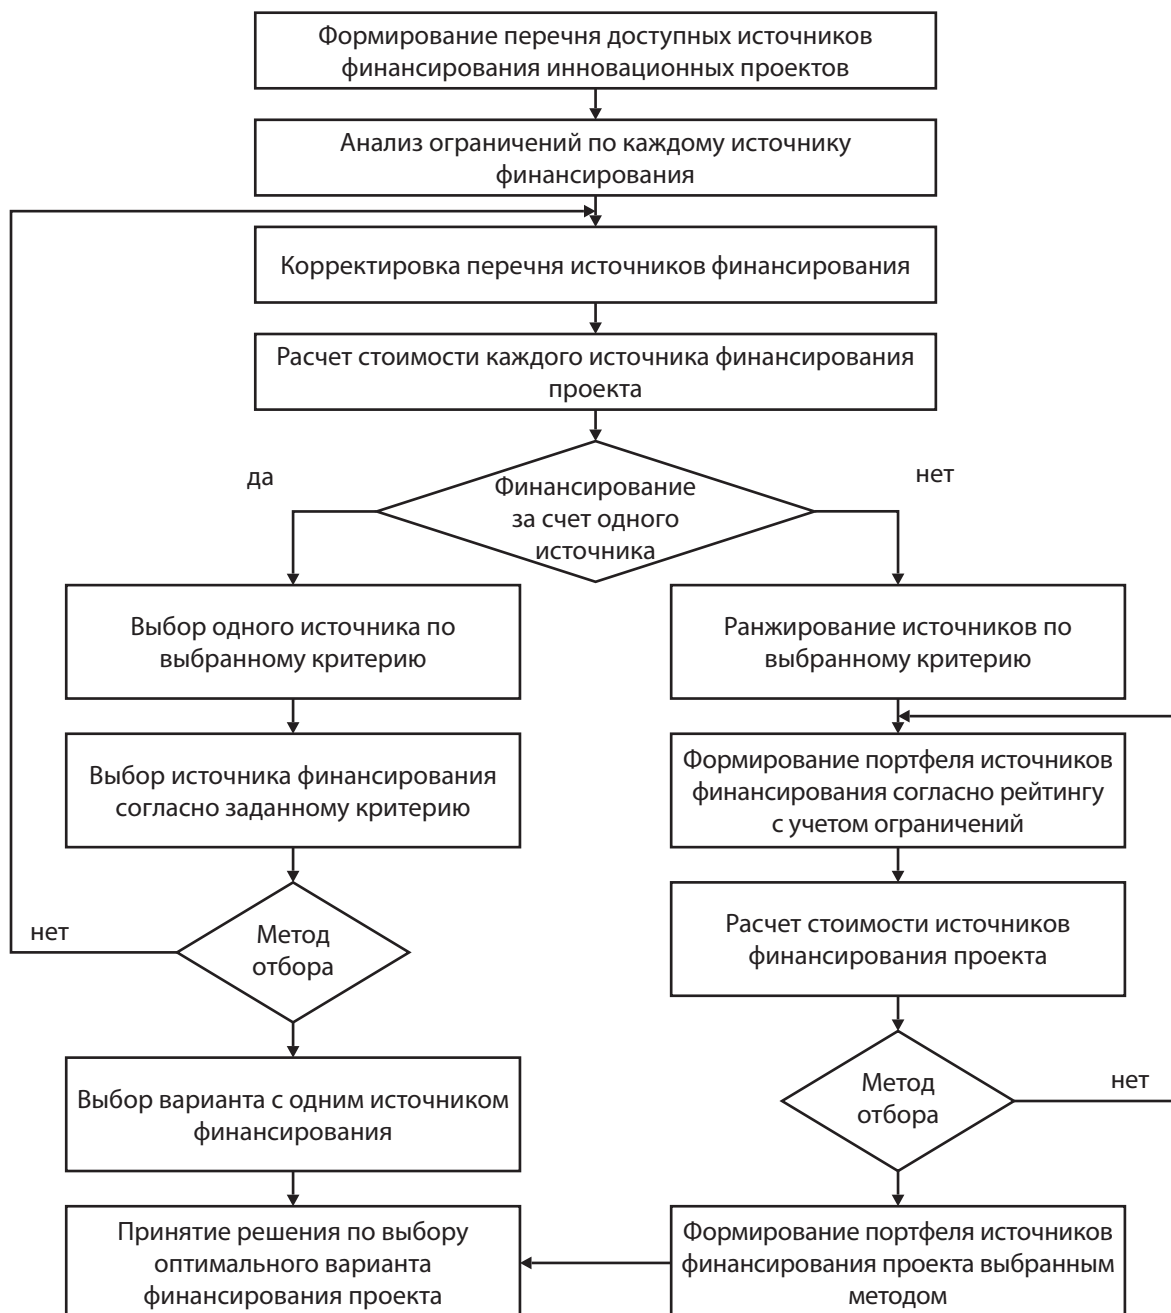 Формирование перечня доступных источников
финансирования инновационных проектов
Анализ ограничений по каждому источнику
финансирования
Корректировка перечня источников финансирования
Расчет стоимости каждого источника финансирования
проекта
да
Финансирование
за счет одного
источника
нет
Выбор одного источника по
выбранному критерию
Ранжирование источников по
выбранному критерию
Выбор источника финансирования
согласно заданному критерию
Формирование портфеля источников
финансирования согласно рейтингу
с учетом ограничений
нет
Метод
отбора
Расчет стоимости источников
финансирования проекта
Выбор варианта с одним источником
финансирования
Метод
отбора
нет
Принятие решения по выбору
оптимального варианта
финансирования проекта
Формирование портфеля источников
финансирования проекта выбранным
методом